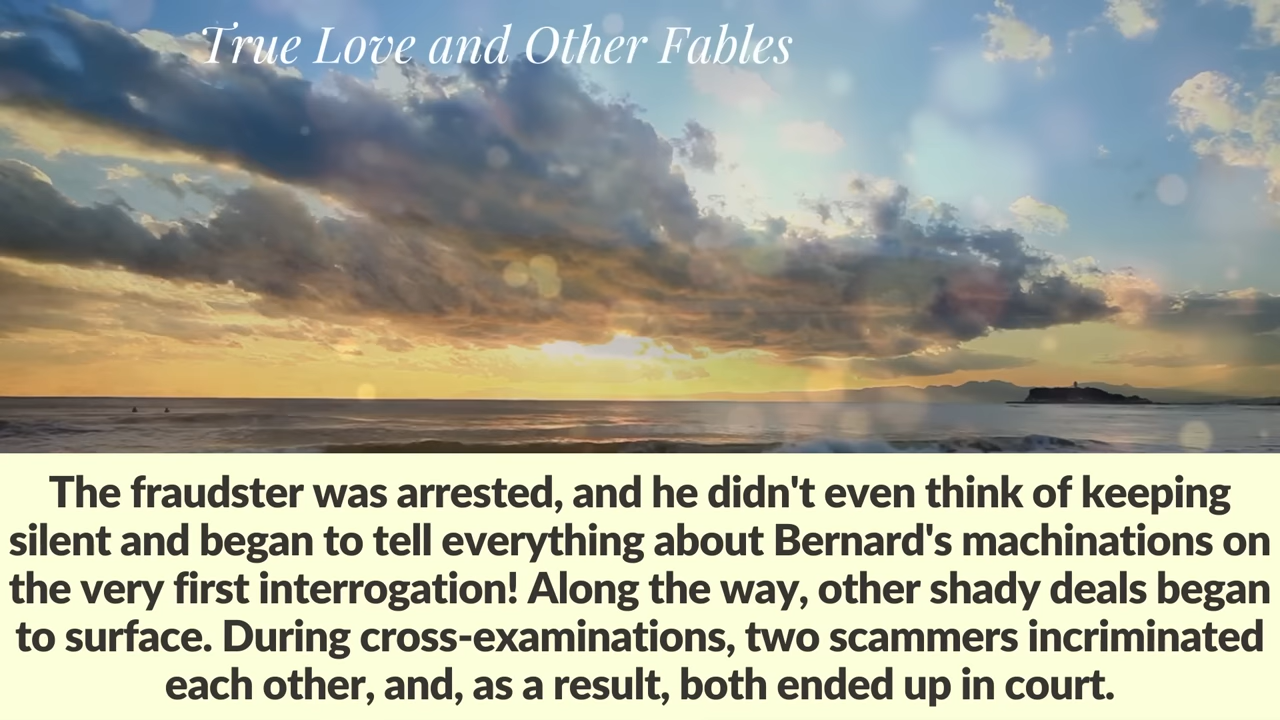 True Love and Other Fables
The fraudster was arrested, and he didn't even think of keeping
silent and began to tell everything about Bernard's machinations on
the very first interrogation! Along the way, other shady deals began
to surface. During cross-examinations, two scammers incriminated
each other, and, as a result, both ended up in court.